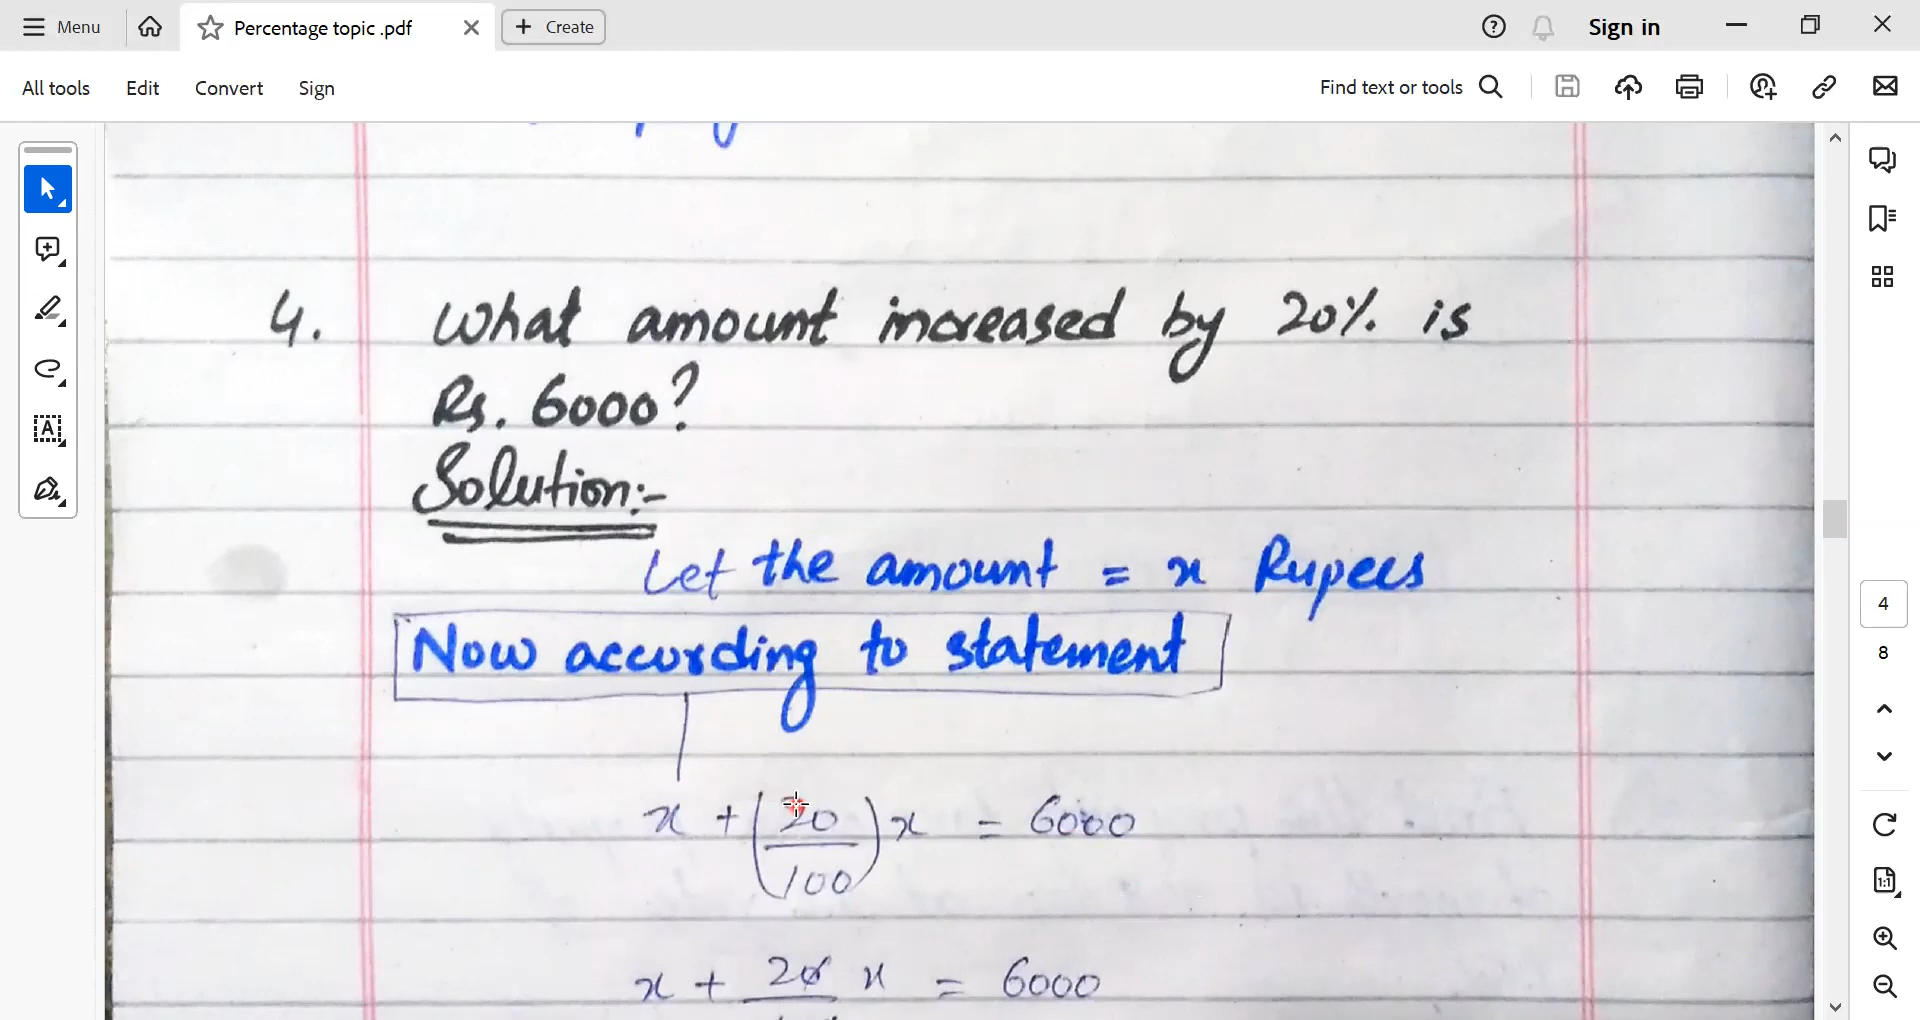 Menu Percentage topic .pdf Create Sign in
All tools Edit Convert Sign Find text or tools
4. What amount increased by 20% is
Rs. 6000?
Solution:-
Let the amount = x Rupees
Now according to statement
x + (20/100)x = 6000
x + 20 x = 6000
4
8
1:1